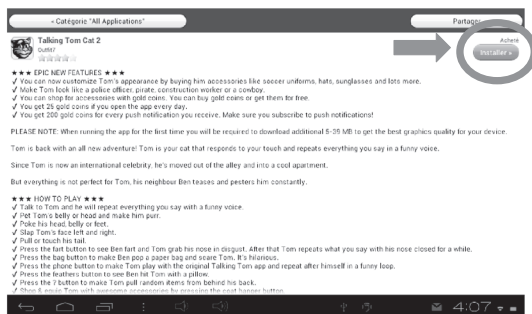 « Catégorie "All Applications"
Partager
Talking Tom Cat 2
Outfit7
Acheté
Installer »
★★★ EPIC NEW FEATURES ★★★
√ You can now customize Tom's appearance by buying him accessories like soccer uniforms, hats, sunglasses and lots more.
√ Make Tom look like a police officer, pirate, construction worker or a cowboy.
√ You can shop for accessories with gold coins. You can buy gold coins or get them for free.
√ You get 25 gold coins if you open the app every day.
√ You get 200 gold coins for every push notification you receive. Make sure you subscribe to push notifications!
PLEASE NOTE: When running the app for the first time you will be required to download additional 5-39 MB to get the best graphics quality for your device.
Tom is back with an all new adventure! Tom is your cat that responds to your touch and repeats everything you say in a funny voice.
Since Tom is now an international celebrity, he's moved out of the alley and into a cool apartment.
But everything is not perfect for Tom, his neighbour Ben teases and pesters him constantly.
★★★ HOW TO PLAY ★★★
√ Talk to Tom and he will repeat everything you say with a funny voice.
√ Pet Tom's belly or head and make him purr.
√ Poke his head, belly or feet.
√ Slap Tom's face left and right.
√ Pull or touch his tail.
√ Press the fart button to see Ben fart and Tom grab his nose in disgust. After that Tom repeats what you say with his nose closed for a while.
√ Press the bag button to make Ben pop a paper bag and scare Tom. It's hilarious.
√ Press the phone button to make Tom play with the original Talking Tom app and repeat after himself in a funny loop.
√ Press the feathers button to see Ben hit Tom with a pillow.
√ Press the ? button to make Tom pull random items from behind his back.
√ Shop & equip Tom with awesome accessories by pressing the coat hanger button.
4:07